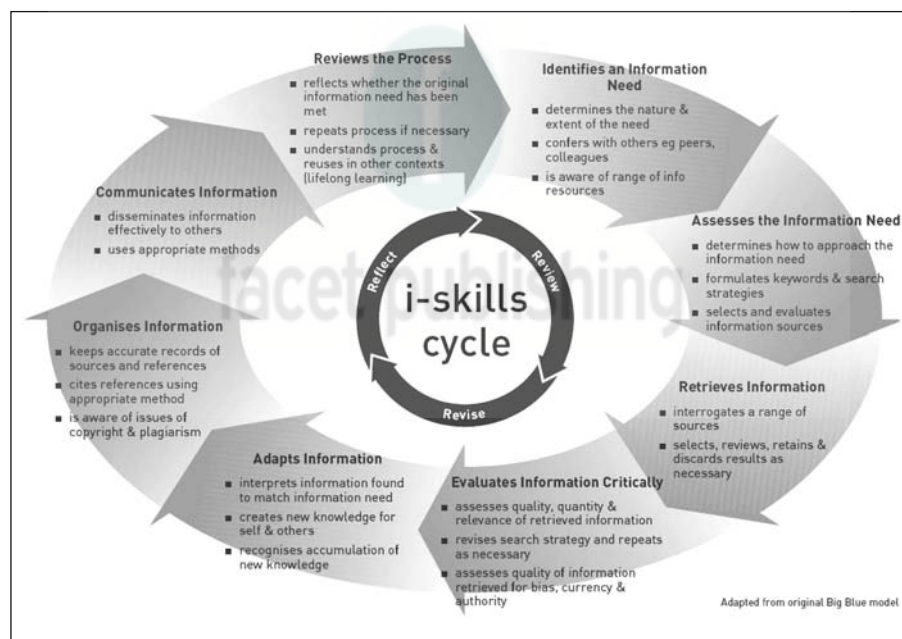 Reviews the Process
▪ reflects whether the original
information need has been
met
▪ repeats process if necessary
▪ understands process &
reuses in other contexts
(lifelong learning)
Identifies an Information
Need
▪ determines the nature &
extent of the need
▪ confers with others eg peers,
colleagues
▪ is aware of range of info
resources
Assesses the Information Need
▪ determines how to approach the
information need
▪ formulates keywords & search
strategies
▪ selects and evaluates
information sources
Retrieves Information
▪ interrogates a range of
sources
▪ selects, reviews, retains &
discards results as
necessary
Evaluates Information Critically
▪ assesses quality, quantity &
relevance of retrieved information
▪ revises search strategy and repeats
as necessary
▪ assesses quality of information
retrieved for bias, currency &
authority
Adapts Information
▪ interprets information found
to match information need
▪ creates new knowledge for
self & others
▪ recognises accumulation of
new knowledge
Organises Information
▪ keeps accurate records of
sources and references
▪ cites references using
appropriate method
▪ is aware of issues of
copyright & plagiarism
Communicates Information
▪ disseminates information
effectively to others
▪ uses appropriate methods
Reflect
Review
Revise
i-skills
cycle
facet publishing
Adapted from original Big Blue model